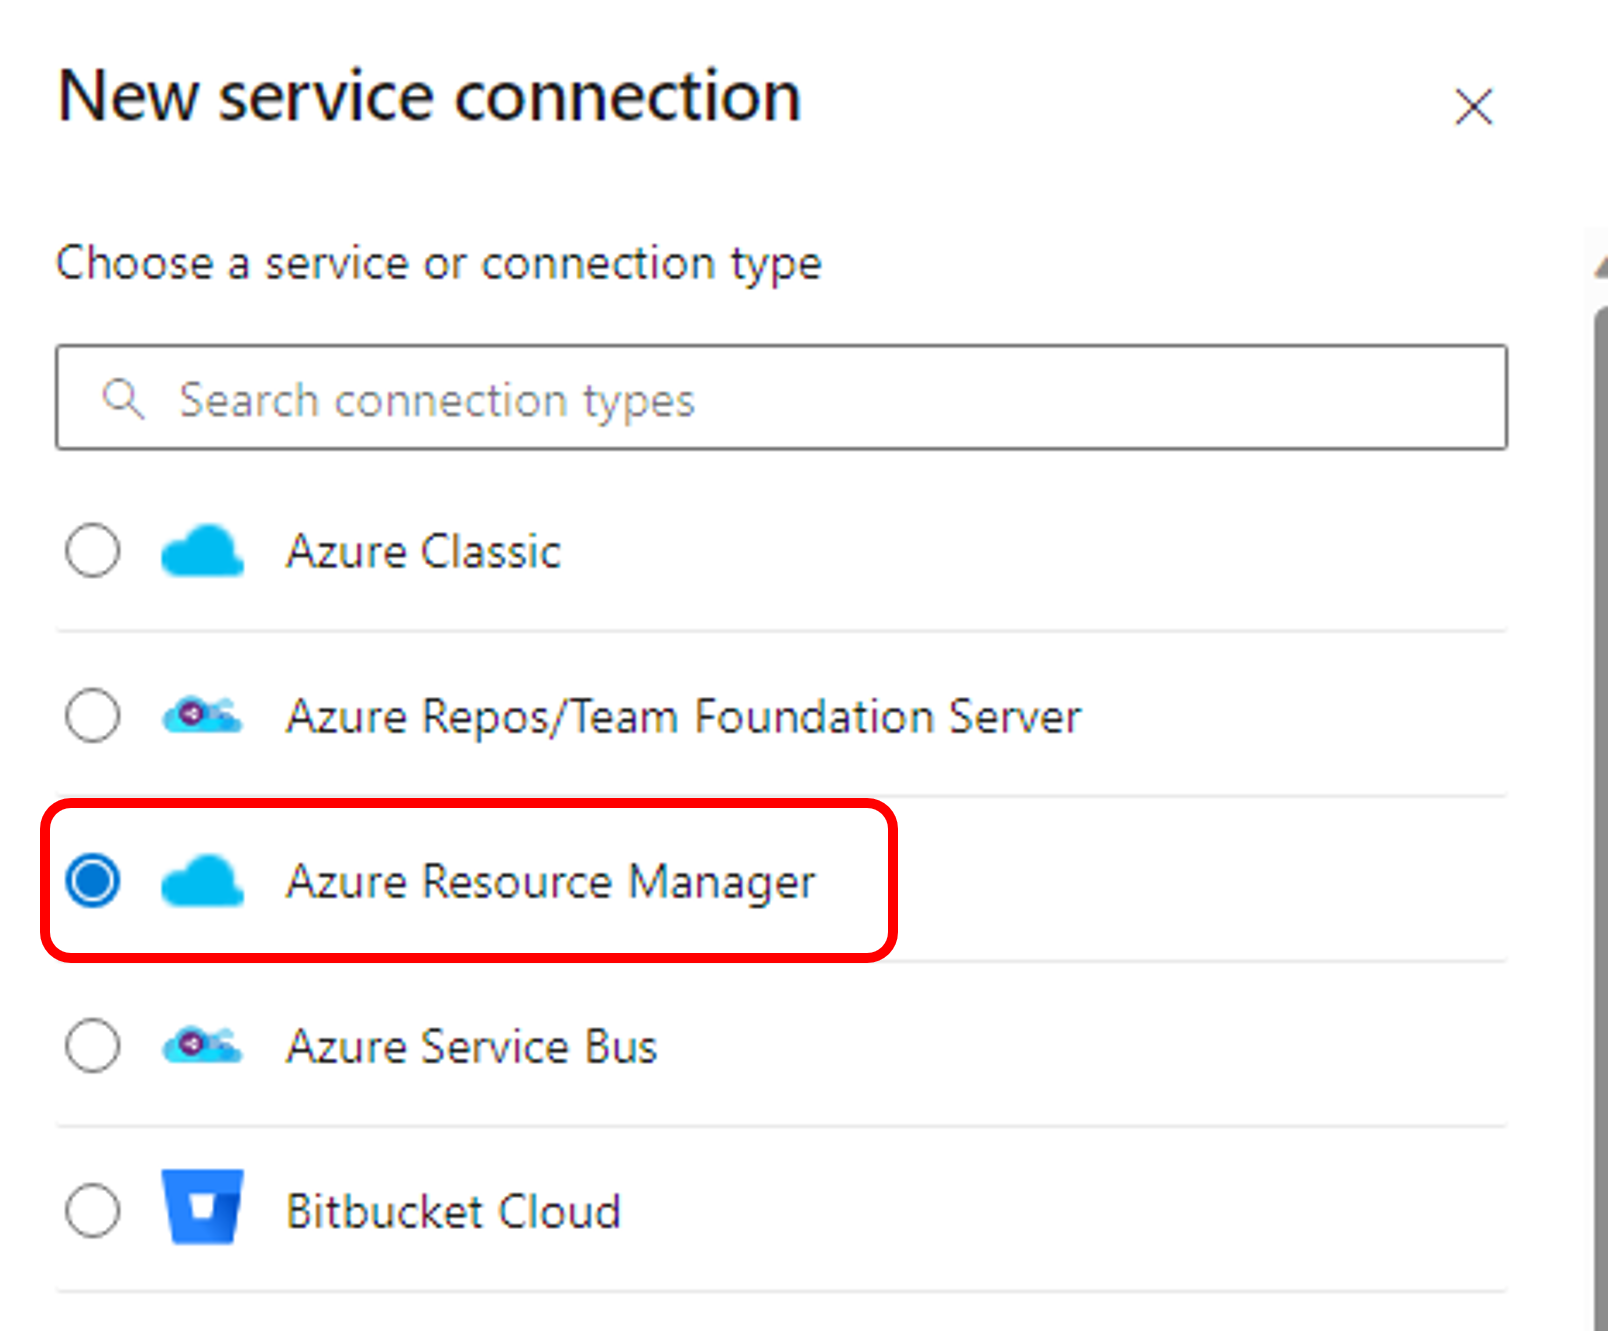 New service connection
Choose a service or connection type
Search connection types
Azure Classic
Azure Repos/Team Foundation Server
Azure Resource Manager
Azure Service Bus
Bitbucket Cloud